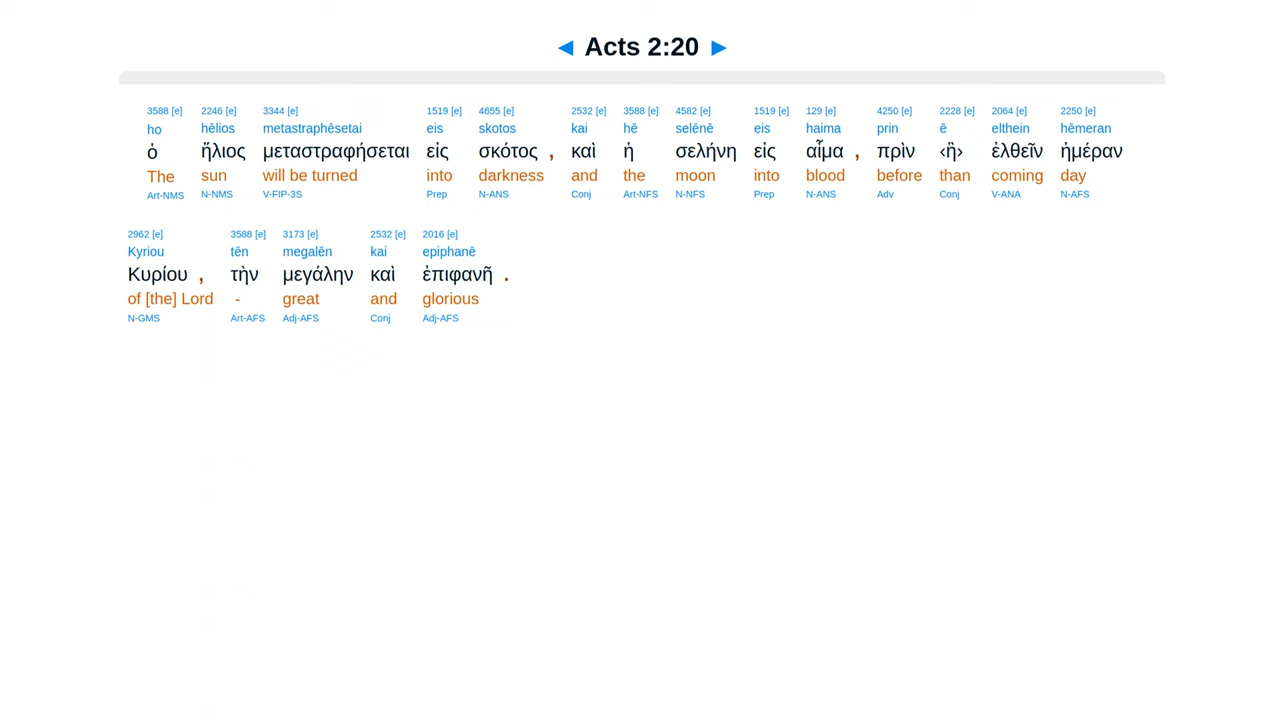 ◄ Acts 2:20 ►
3588 [e] 2246 [e] 3344 [e] 1519 [e] 4655 [e] 2532 [e] 3588 [e] 4582 [e] 1519 [e] 129 [e] 4250 [e] 2228 [e] 2064 [e] 2250 [e]
ho hēlios metastraphēsetai eis skotos kai hē selēnē eis haima prin ē elthein hēmeran
ὁ ἥλιος μεταστραφήσεται εἰς σκότος , καὶ ἡ σελήνη εἰς αἷμα , πρὶν ‹ἢ› ἐλθεῖν ἡμέραν
The sun will be turned into darkness and the moon into blood before than coming day
Art-NMS N-NMS V-FIP-3S Prep N-ANS Conj Art-NFS N-NFS Prep N-ANS Adv Conj V-ANA N-AFS
2962 [e] 3588 [e] 3173 [e] 2532 [e] 2016 [e]
Kyriou tēn megalēn kai epiphanē
Κυρίου , τὴν μεγάλην καὶ ἐπιφανῆ .
of [the] Lord - great and glorious
N-GMS Art-AFS Adj-AFS Conj Adj-AFS